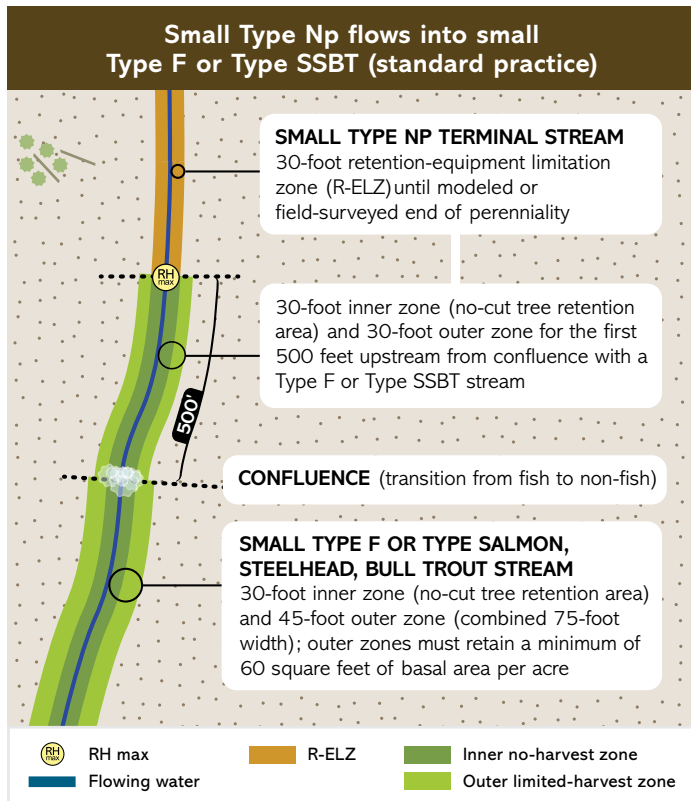 Small Type Np flows into small
Type F or Type SSBT (standard practice)
SMALL TYPE NP TERMINAL STREAM
30-foot retention-equipment limitation
zone (R-ELZ)until modeled or
field-surveyed end of perenniality
RH
max
30-foot inner zone (no-cut tree retention
area) and 30-foot outer zone for the first
500 feet upstream from confluence with a
Type F or Type SSBT stream
500'
CONFLUENCE (transition from fish to non-fish)
SMALL TYPE F OR TYPE SALMON,
STEELHEAD, BULL TROUT STREAM
30-foot inner zone (no-cut tree retention area)
and 45-foot outer zone (combined 75-foot
width); outer zones must retain a minimum of
60 square feet of basal area per acre
RH
max
RH max
R-ELZ
Inner no-harvest zone
Flowing water
Outer limited-harvest zone